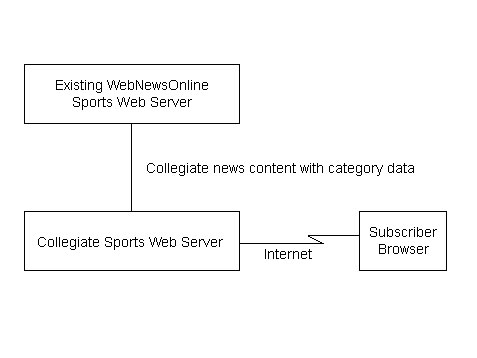 Existing WebNewsOnline
Sports Web Server
Collegiate news content with category data
Collegiate Sports Web Server
Internet
Subscriber
Browser